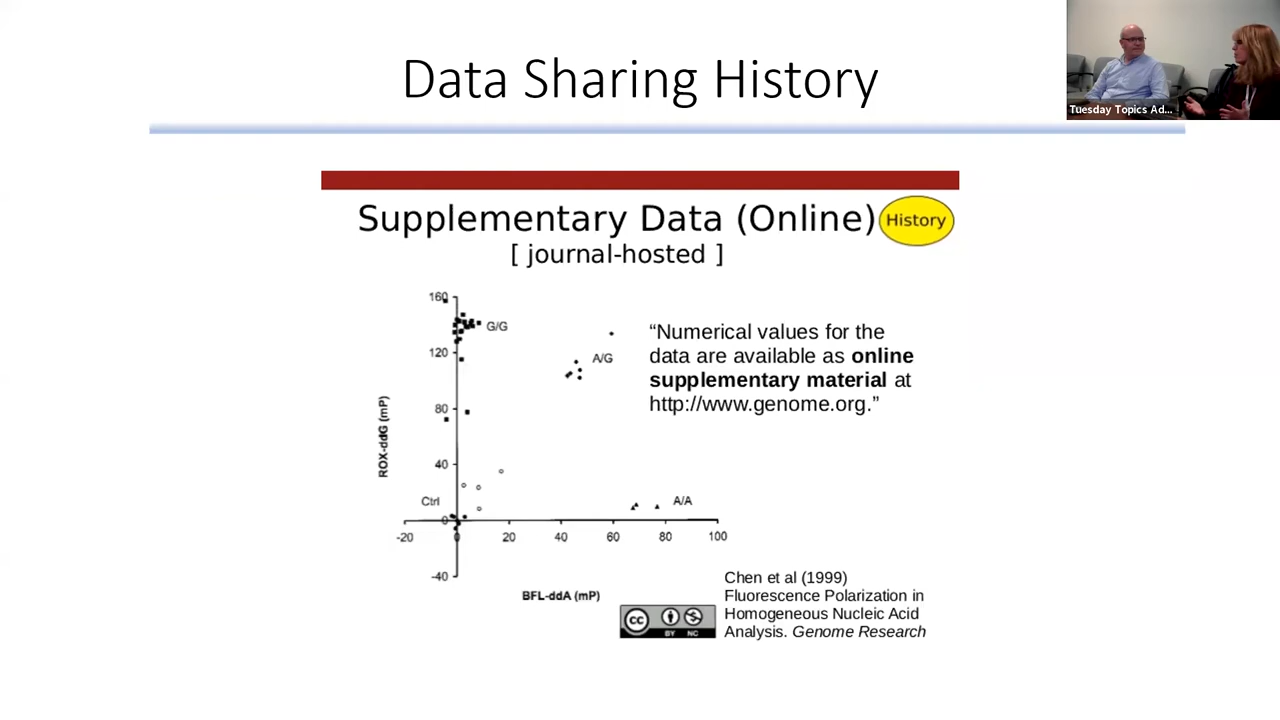 Data Sharing History
Tuesday Topics Ad...
Supplementary Data (Online)
History
[ journal-hosted ]
160
G/G
120
A/G
80
40
Ctrl
A/A
0
-20
0
20
40
60
80
100
-40
ROX-ddG (mP)
BFL-ddA (mP)
“Numerical values for the
data are available as online
supplementary material at
http://www.genome.org.”
Chen et al (1999)
Fluorescence Polarization in
Homogeneous Nucleic Acid
Analysis. Genome Research
cc
BY NC